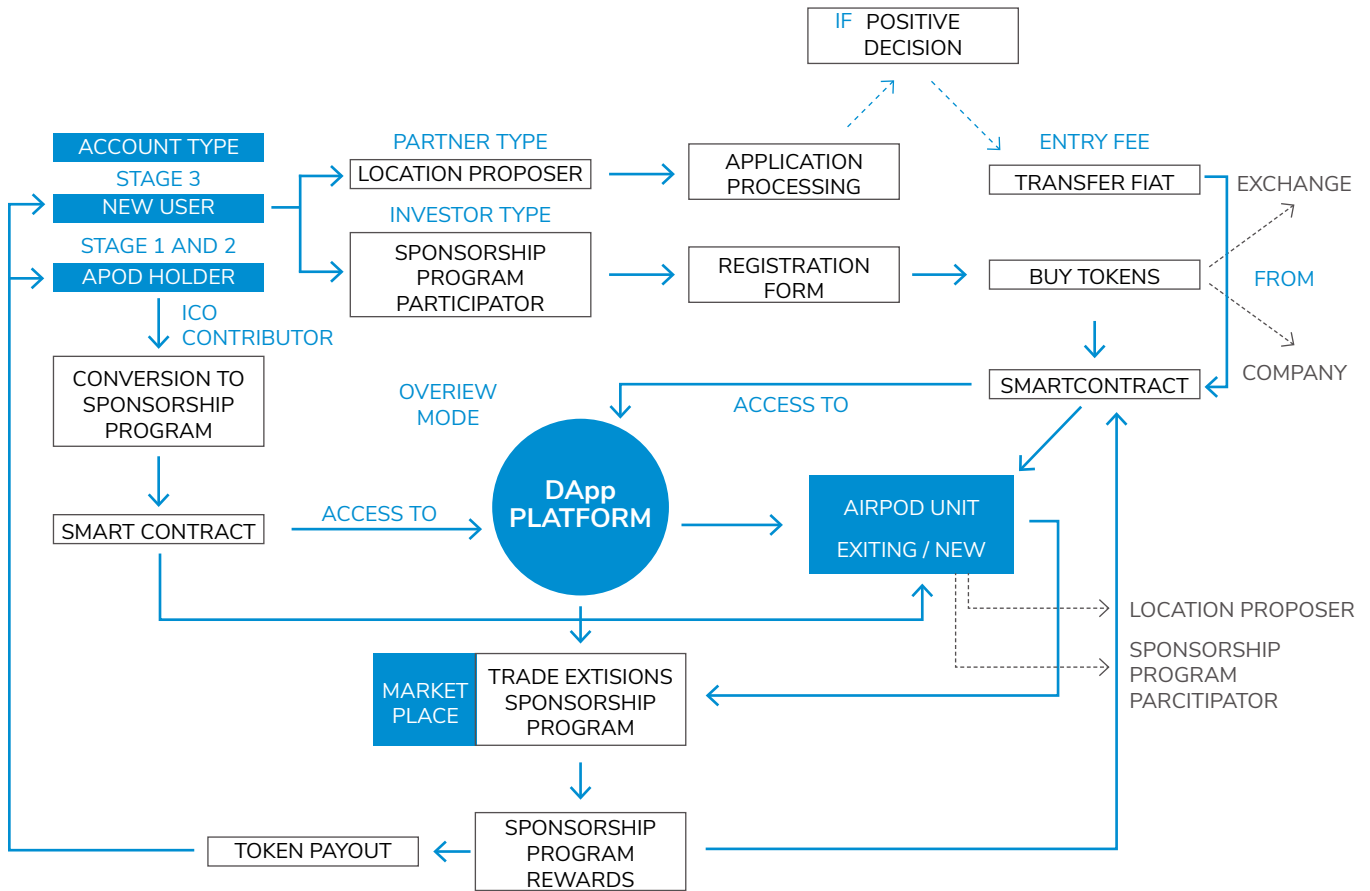 IF POSITIVE
DECISION
ACCOUNT TYPE
STAGE 3
NEW USER
STAGE 1 AND 2
APOD HOLDER
ICO
CONTRIBUTOR
CONVERSION TO
SPONSORSHIP
PROGRAM
SMART CONTRACT
PARTNER TYPE
LOCATION PROPOSER
INVESTOR TYPE
SPONSORSHIP
PROGRAM
PARTICIPATOR
APPLICATION
PROCESSING
REGISTRATION
FORM
ENTRY FEE
TRANSFER FIAT
BUY TOKENS
EXCHANGE
FROM
COMPANY
SMARTCONTRACT
ACCESS TO
OVERIEW
MODE
ACCESS TO
DApp
PLATFORM
AIRPOD UNIT
EXITING / NEW
LOCATION PROPOSER
SPONSORSHIP
PROGRAM
PARCITIPATOR
MARKET
PLACE
TRADE EXTISIONS
SPONSORSHIP
PROGRAM
TOKEN PAYOUT
SPONSORSHIP
PROGRAM
REWARDS